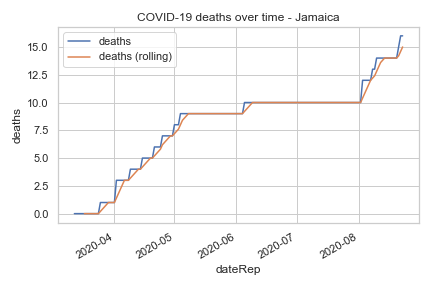 COVID-19 deaths over time - Jamaica
deaths
deaths (rolling)
15.0
12.5
10.0
7.5
5.0
2.5
0.0
deaths
2020-04
2020-05
2020-06
2020-07
2020-08
dateRep